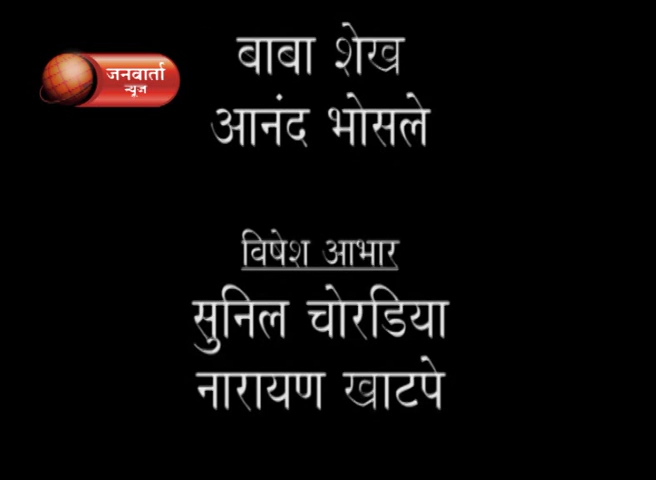 बाबा शेख
जनवार्ता
न्यूज
आनंद भोसले
विषेश आभार
सुनिल चोरडिया
नारायण खाटपे